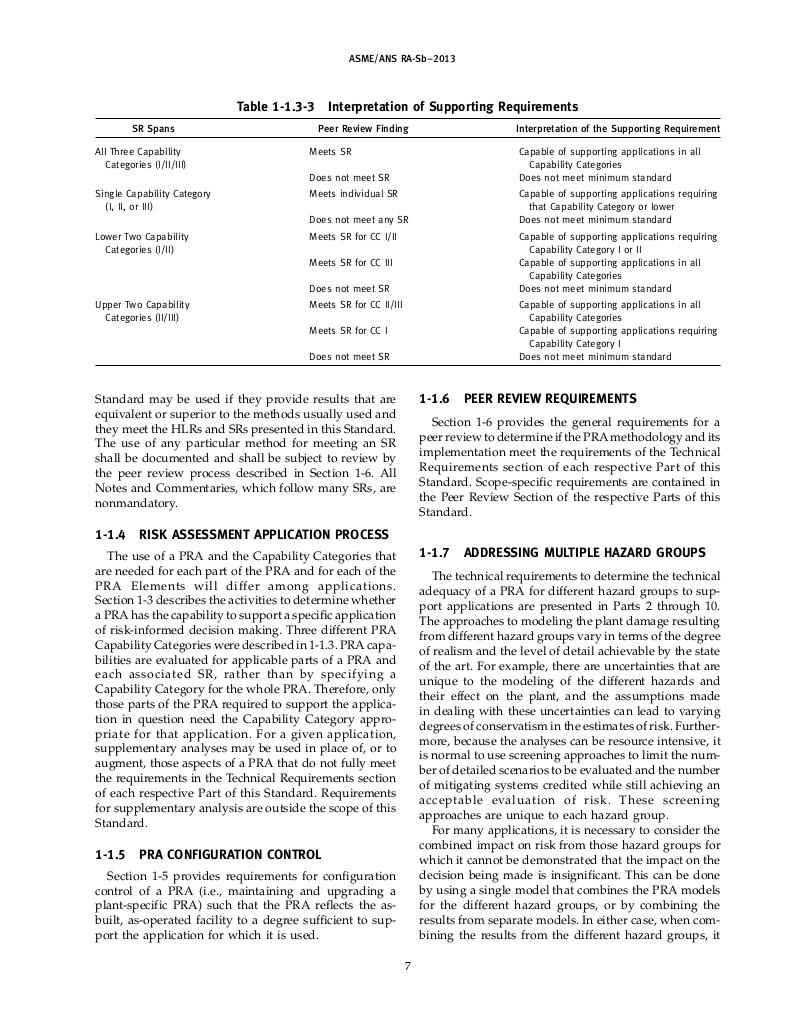 ASME/ANS RA-Sb–2013
Table 1-1.3-3 Interpretation of Supporting Requirements
SR Spans Peer Review Finding Interpretation of the Supporting Requirement
All Three Capability Meets SR Capable of supporting applications in all
Categories (I/II/III) Capability Categories
Does not meet SR Does not meet minimum standard
Single Capability Category Meets individual SR Capable of supporting applications requiring
(I, II, or III) that Capability Category or lower
Does not meet any SR Does not meet minimum standard
Lower Two Capability Meets SR for CC I/II Capable of supporting applications requiring
Categories (I/II) Capability Category I or II
Meets SR for CC III Capable of supporting applications in all
Capability Categories
Does not meet SR Does not meet minimum standard
Upper Two Capability Meets SR for CC II/III Capable of supporting applications in all
Categories (II/III) Capability Categories
Meets SR for CC I Capable of supporting applications requiring
Capability Category I
Does not meet SR Does not meet minimum standard
Standard may be used if they provide results that are
equivalent or superior to the methods usually used and
they meet the HLRs and SRs presented in this Standard.
The use of any particular method for meeting an SR
shall be documented and shall be subject to review by
the peer review process described in Section 1-6. All
Notes and Commentaries, which follow many SRs, are
nonmandatory.
1-1.4 RISK ASSESSMENT APPLICATION PROCESS
The use of a PRA and the Capability Categories that
are needed for each part of the PRA and for each of the
PRA Elements will differ among applications.
Section 1-3 describes the activities to determine whether
a PRA has the capability to support a specific application
of risk-informed decision making. Three different PRA
Capability Categories were described in 1-1.3. PRA capa-
bilities are evaluated for applicable parts of a PRA and
each associated SR, rather than by specifying a
Capability Category for the whole PRA. Therefore, only
those parts of the PRA required to support the applica-
tion in question need the Capability Category appro-
priate for that application. For a given application,
supplementary analyses may be used in place of, or to
augment, those aspects of a PRA that do not fully meet
the requirements in the Technical Requirements section
of each respective Part of this Standard. Requirements
for supplementary analysis are outside the scope of this
Standard.
1-1.5 PRA CONFIGURATION CONTROL
Section 1-5 provides requirements for configuration
control of a PRA (i.e., maintaining and upgrading a
plant-specific PRA) such that the PRA reflects the as-
built, as-operated facility to a degree sufficient to sup-
port the application for which it is used.
1-1.6 PEER REVIEW REQUIREMENTS
Section 1-6 provides the general requirements for a
peer review to determine if the PRA methodology and its
implementation meet the requirements of the Technical
Requirements section of each respective Part of this
Standard. Scope-specific requirements are contained in
the Peer Review Section of the respective Parts of this
Standard.
1-1.7 ADDRESSING MULTIPLE HAZARD GROUPS
The technical requirements to determine the technical
adequacy of a PRA for different hazard groups to sup-
port applications are presented in Parts 2 through 10.
The approaches to modeling the plant damage resulting
from different hazard groups vary in terms of the degree
of realism and the level of detail achievable by the state
of the art. For example, there are uncertainties that are
unique to the modeling of the different hazards and
their effect on the plant, and the assumptions made
in dealing with these uncertainties can lead to varying
degrees of conservatism in the estimates of risk. Further-
more, because the analyses can be resource intensive, it
is normal to use screening approaches to limit the num-
ber of detailed scenarios to be evaluated and the number
of mitigating systems credited while still achieving an
acceptable evaluation of risk. These screening
approaches are unique to each hazard group.
For many applications, it is necessary to consider the
combined impact on risk from those hazard groups for
which it cannot be demonstrated that the impact on the
decision being made is insignificant. This can be done
by using a single model that combines the PRA models
for the different hazard groups, or by combining the
results from separate models. In either case, when com-
bining the results from the different hazard groups, it
7